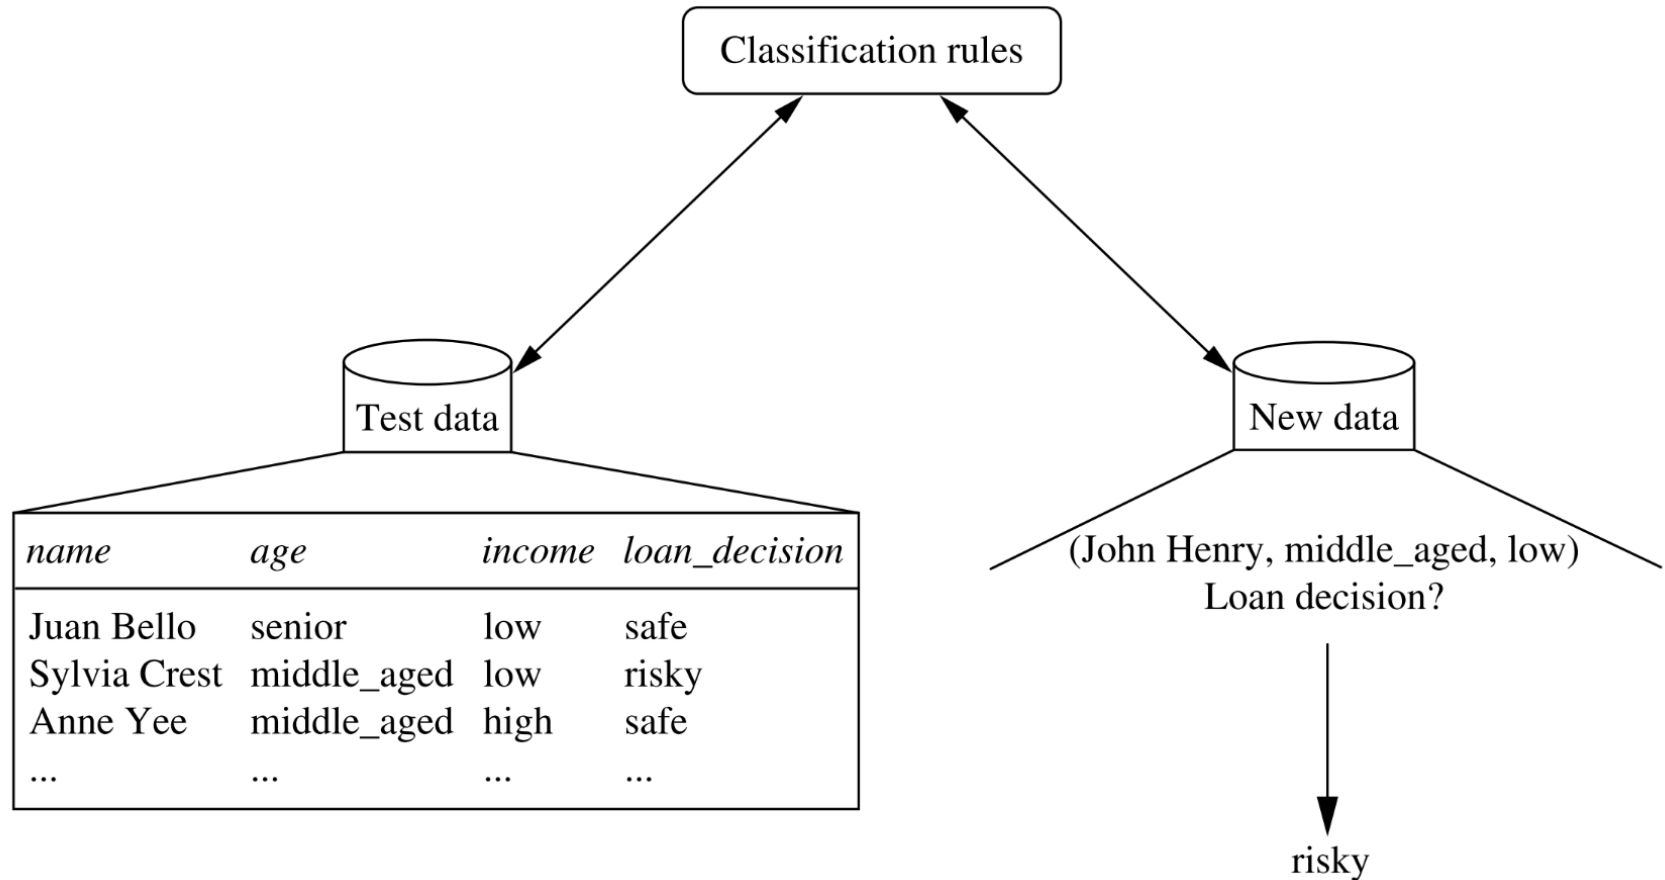 Classification rules
Test data
name age income loan_decision
Juan Bello senior low safe
Sylvia Crest middle_aged low risky
Anne Yee middle_aged high safe
... ... ... ...
New data
(John Henry, middle_aged, low)
Loan decision?
risky